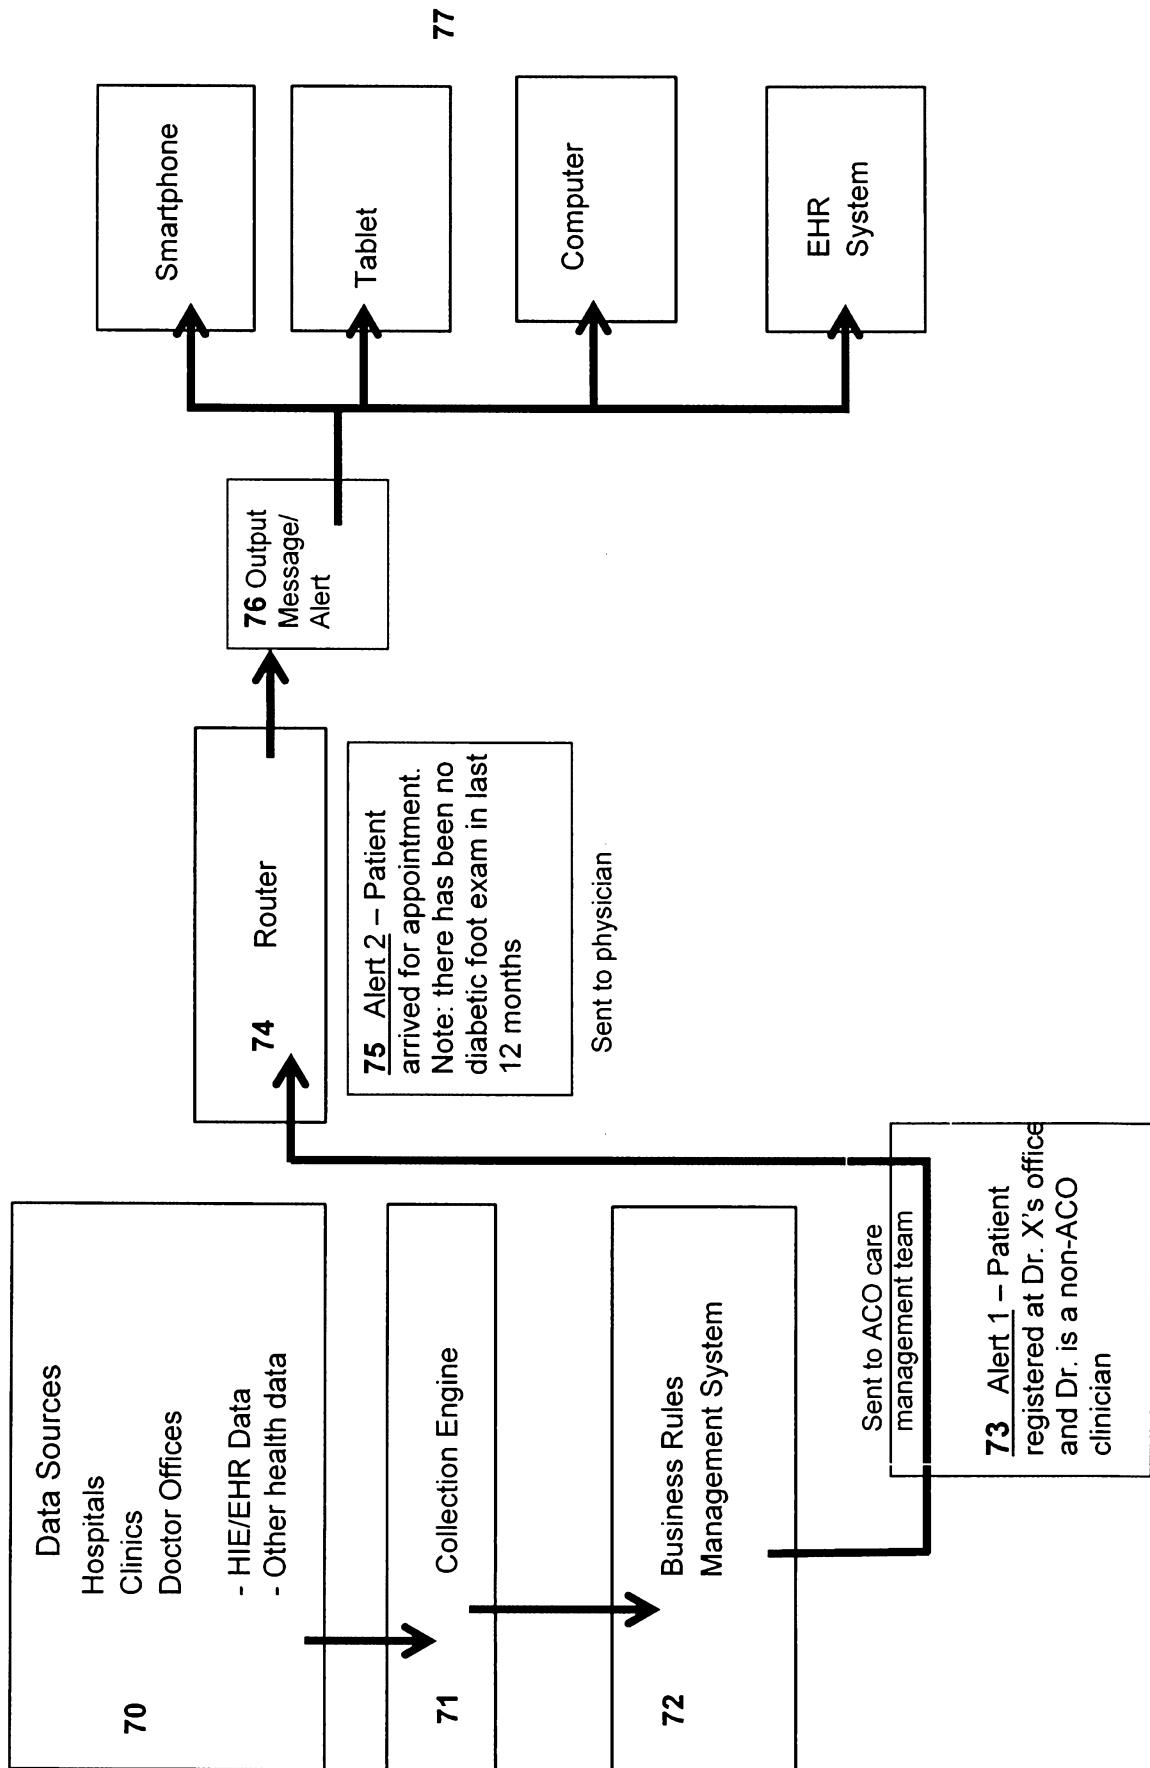 Data Sources
Hospitals
Clinics
Doctor Offices
- HIE/EHR Data
- Other health data
70
Collection Engine
71
Business Rules
Management System
72
Sent to ACO care
management team
73 Alert 1 – Patient
registered at Dr. X's office
and Dr. is a non-ACO
clinician
Router
74
75 Alert 2 – Patient
arrived for appointment.
Note: there has been no
diabetic foot exam in last
12 months
Sent to physician
76 Output
Message/
Alert
Smartphone
Tablet
Computer
EHR
System
77